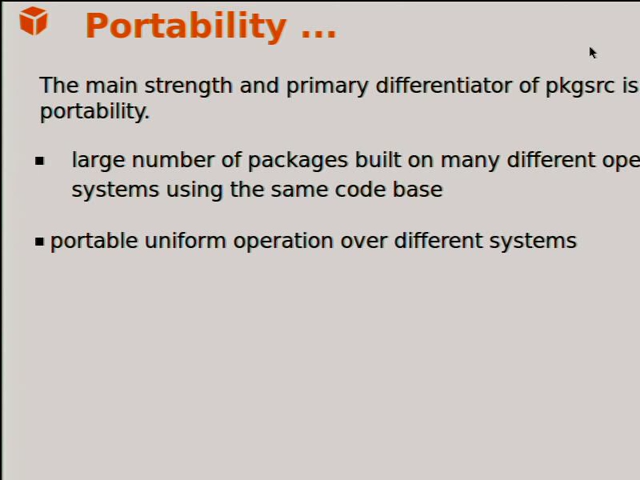 Portability ...
The main strength and primary differentiator of pkgsrc is
portability.
▪ large number of packages built on many different
systems using the same code base
▪ portable uniform operation over different systems